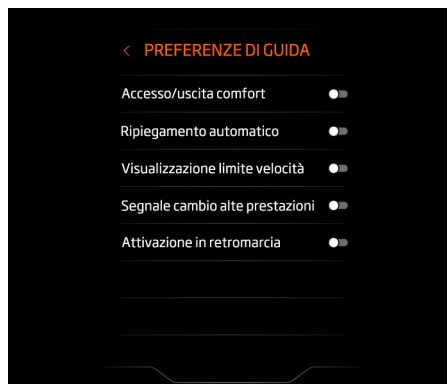 PREFERENZE DI GUIDA
Accesso/uscita comfort
Ripiegamento automatico
Visualizzazione limite velocità
Segnale cambio alte prestazioni
Attivazione in retromarcia